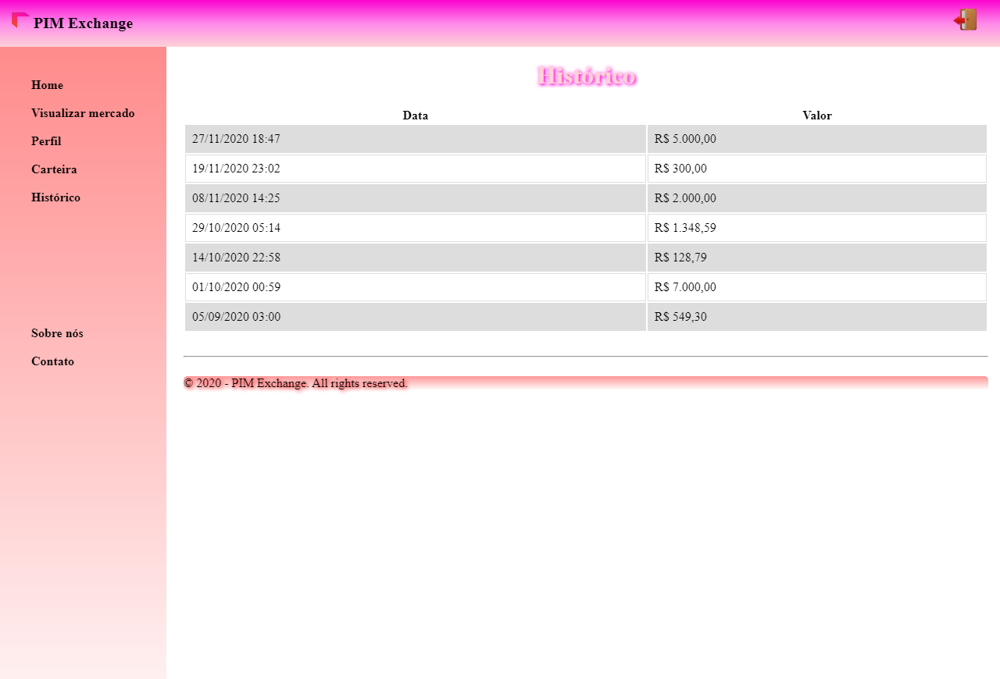 PIM Exchange
Home
Visualizar mercado
Perfil
Carteira
Histórico
Sobre nós
Contato
Histórico
Data Valor
27/11/2020 18:47 R$ 5.000,00
19/11/2020 23:02 R$ 300,00
08/11/2020 14:25 R$ 2.000,00
29/10/2020 05:14 R$ 1.348,59
14/10/2020 22:58 R$ 128,79
01/10/2020 00:59 R$ 7.000,00
05/09/2020 03:00 R$ 549,30
© 2020 - PIM Exchange. All rights reserved.